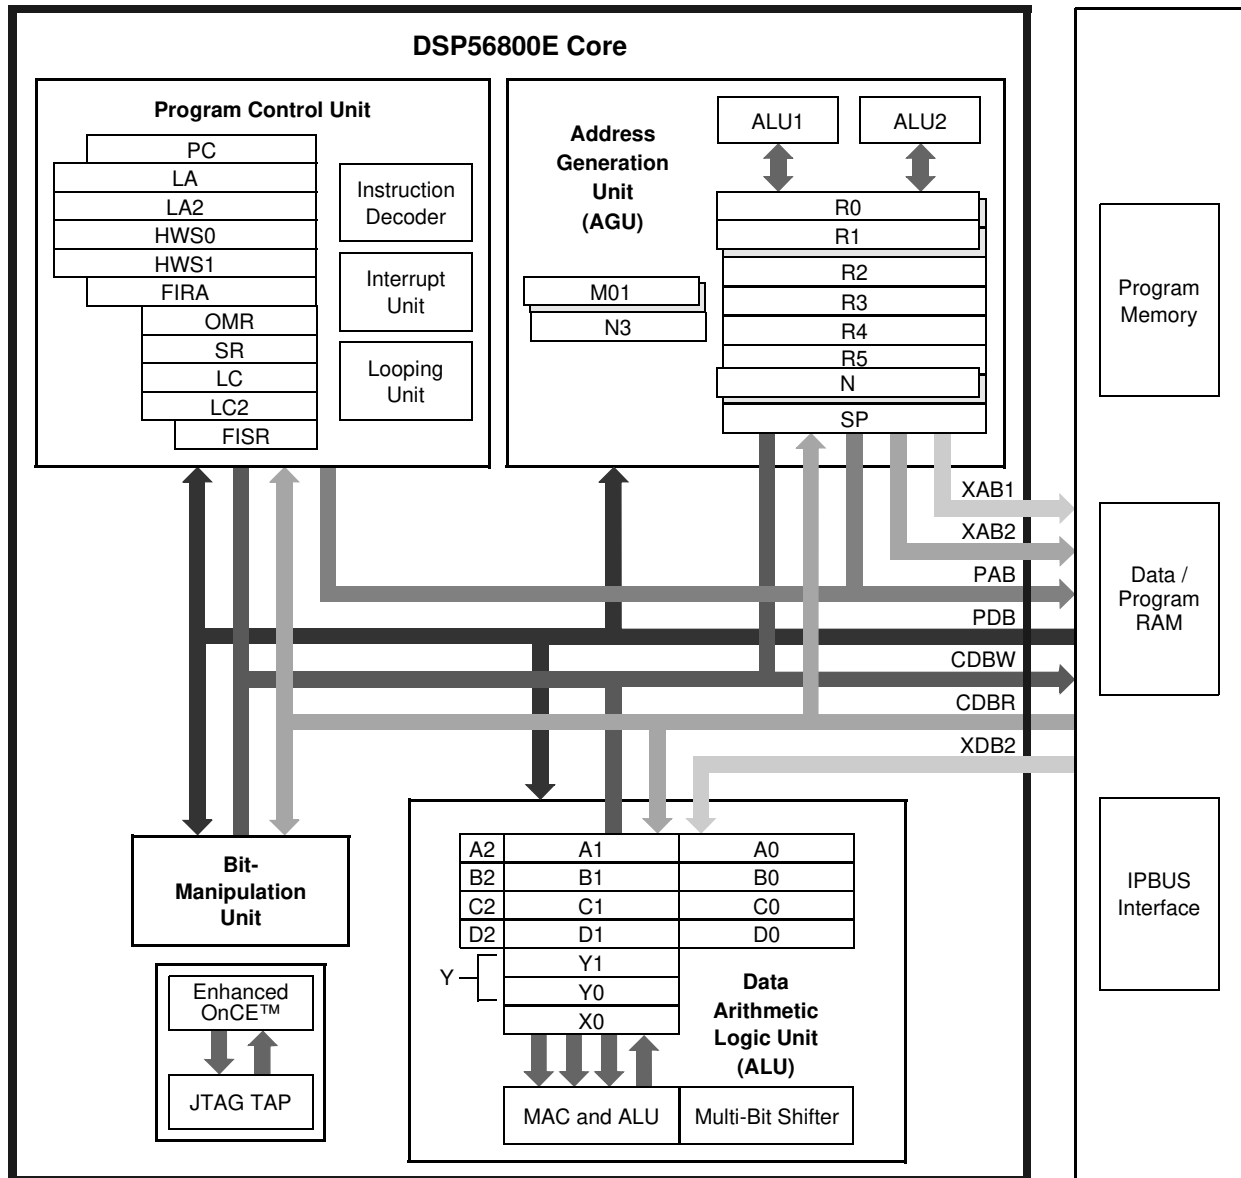 DSP56800E Core
Program Control Unit
PC
LA
LA2
HWS0
HWS1
FIRA
OMR
SR
LC
LC2
FISR
Instruction
Decoder
Interrupt
Unit
Looping
Unit
Address
Generation
Unit
(AGU)
ALU1
ALU2
R0
R1
R2
R3
R4
R5
N
SP
M01
N3
XAB1
XAB2
PAB
PDB
CDBW
CDBR
XDB2
Program
Memory
Data /
Program
RAM
IPBUS
Interface
Bit-
Manipulation
Unit
Enhanced
OnCE™
JTAG TAP
A2 A1 A0
B2 B1 B0
C2 C1 C0
D2 D1 D0
Y
Y1
Y0
X0
Data
Arithmetic
Logic Unit
(ALU)
MAC and ALU
Multi-Bit Shifter